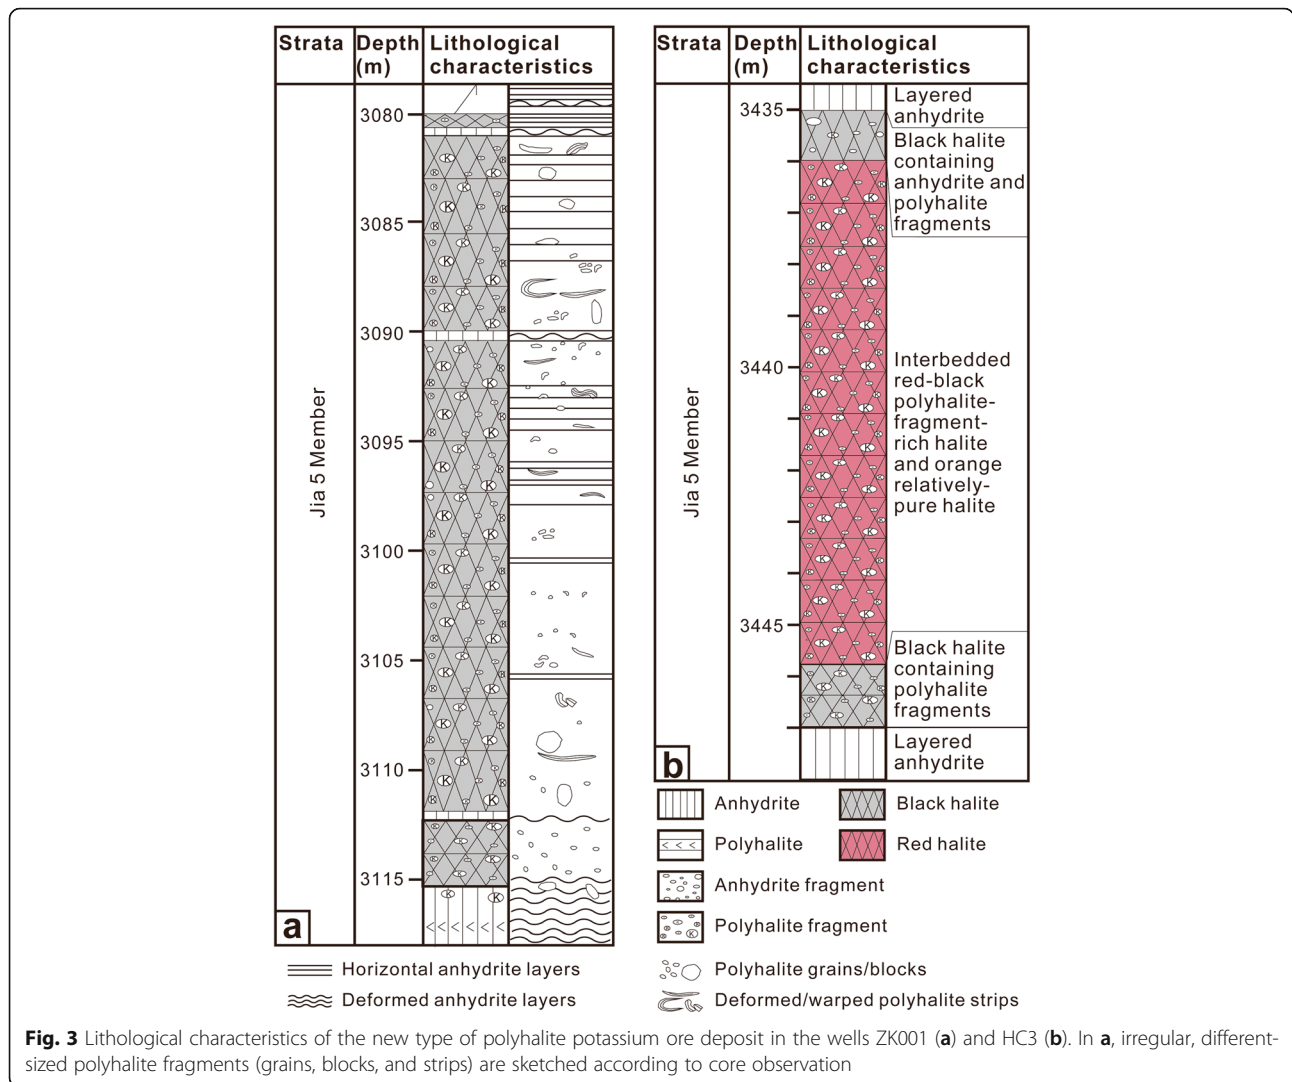 Strata
Depth
(m)
Lithological
characteristics
Jia 5 Member
3080
3085
3090
3095
3100
3105
3110
3115
a
Strata
Depth
(m)
Lithological
characteristics
Jia 5 Member
3435
3440
3445
Layered
anhydrite
Black halite
containing
anhydrite and
polyhalite
fragments
Interbedded
red-black
polyhalite-
fragment-
rich halite
and orange
relatively-
pure halite
Black halite
containing
polyhalite
fragments
Layered
anhydrite
b
Anhydrite
Black halite
Polyhalite
Red halite
Anhydrite fragment
Polyhalite fragment
Horizontal anhydrite layers
Polyhalite grains/blocks
Deformed anhydrite layers
Deformed/warped polyhalite strips
Fig. 3 Lithological characteristics of the new type of polyhalite potassium ore deposit in the wells ZK001 (a) and HC3 (b). In a, irregular, different-
sized polyhalite fragments (grains, blocks, and strips) are sketched according to core observation